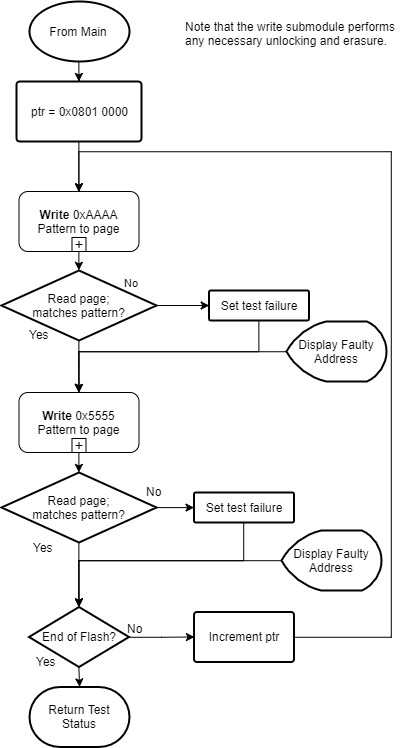 From Main
Note that the write submodule performs
any necessary unlocking and erasure.
ptr = 0x0801 0000
Write 0xAAAA
Pattern to page
+
No
Read page;
matches pattern?
Set test failure
Yes
Display Faulty
Address
Write 0x5555
Pattern to page
+
No
Read page;
matches pattern?
Set test failure
Yes
Display Faulty
Address
End of Flash?
No
Increment ptr
Yes
Return Test
Status